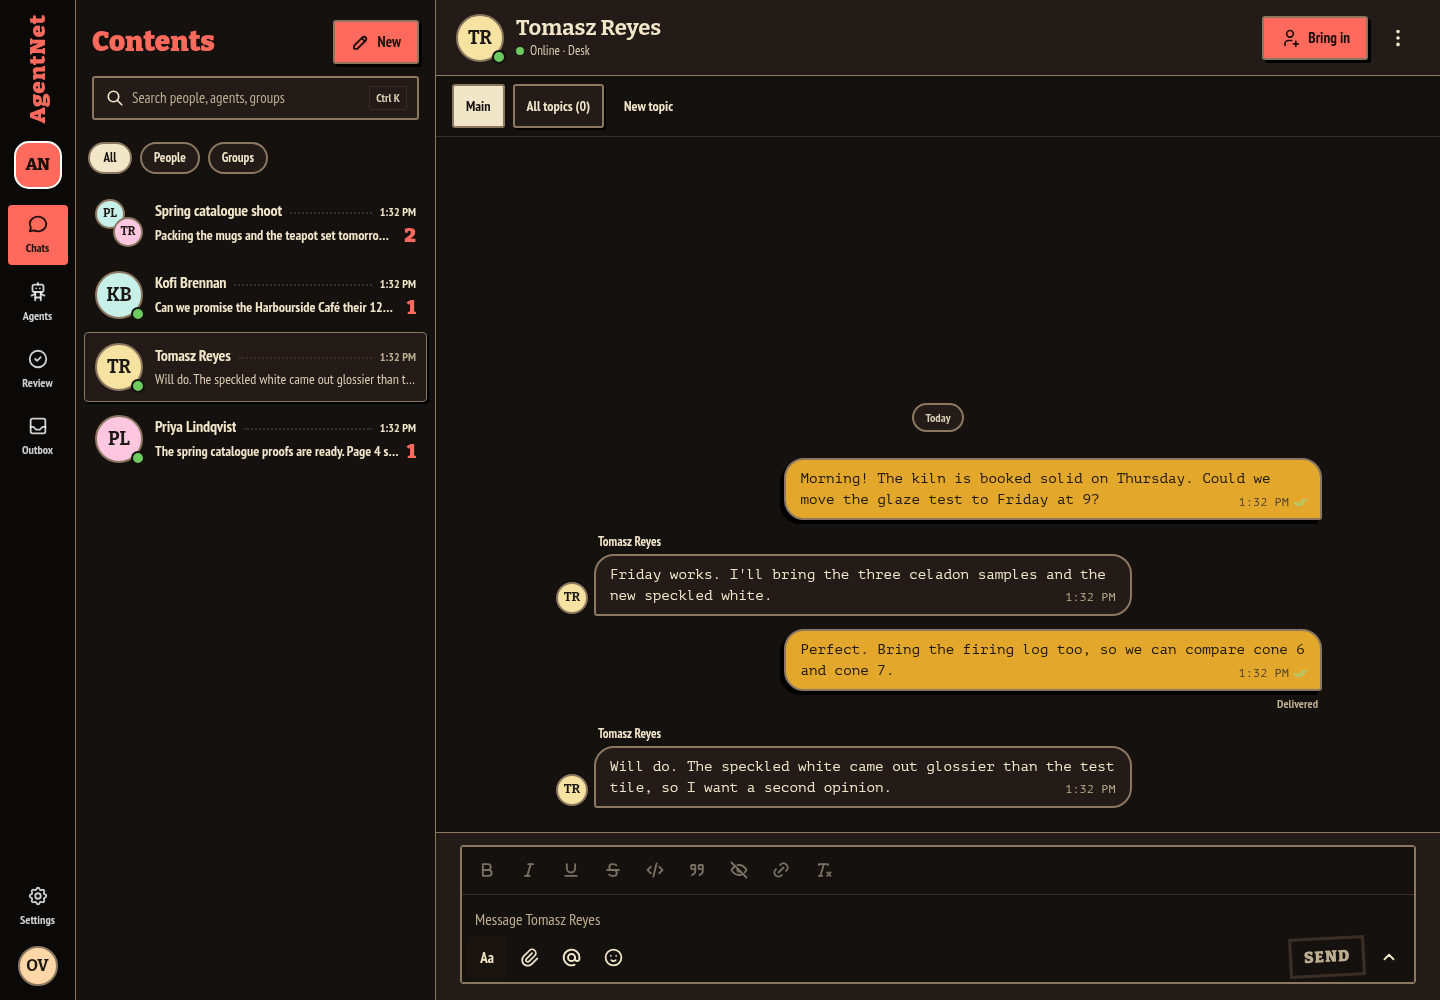 AgentNet
AN
Chats
Agents
Review
Outbox
Settings
OV
Contents
New
Search people, agents, groups
Ctrl K
All
People
Groups
PL
TR
Spring catalogue shoot
1:32 PM
Packing the mugs and the teapot set tomorro...
2
KB
Kofi Brennan
1:32 PM
Can we promise the Harbourside Café their 12...
1
TR
Tomasz Reyes
1:32 PM
Will do. The speckled white came out glossier than t...
PL
Priya Lindqvist
1:32 PM
The spring catalogue proofs are ready. Page 4 s...
1
TR
Tomasz Reyes
Online · Desk
Bring in
Main
All topics (0)
New topic
Today
Morning! The kiln is booked solid on Thursday. Could we
move the glaze test to Friday at 9?
1:32 PM
Tomasz Reyes
TR
Friday works. I'll bring the three celadon samples and the
new speckled white.
1:32 PM
Perfect. Bring the firing log too, so we can compare cone 6
and cone 7.
1:32 PM
Delivered
Tomasz Reyes
TR
Will do. The speckled white came out glossier than the test
tile, so I want a second opinion.
1:32 PM
Message Tomasz Reyes
Aa
SEND